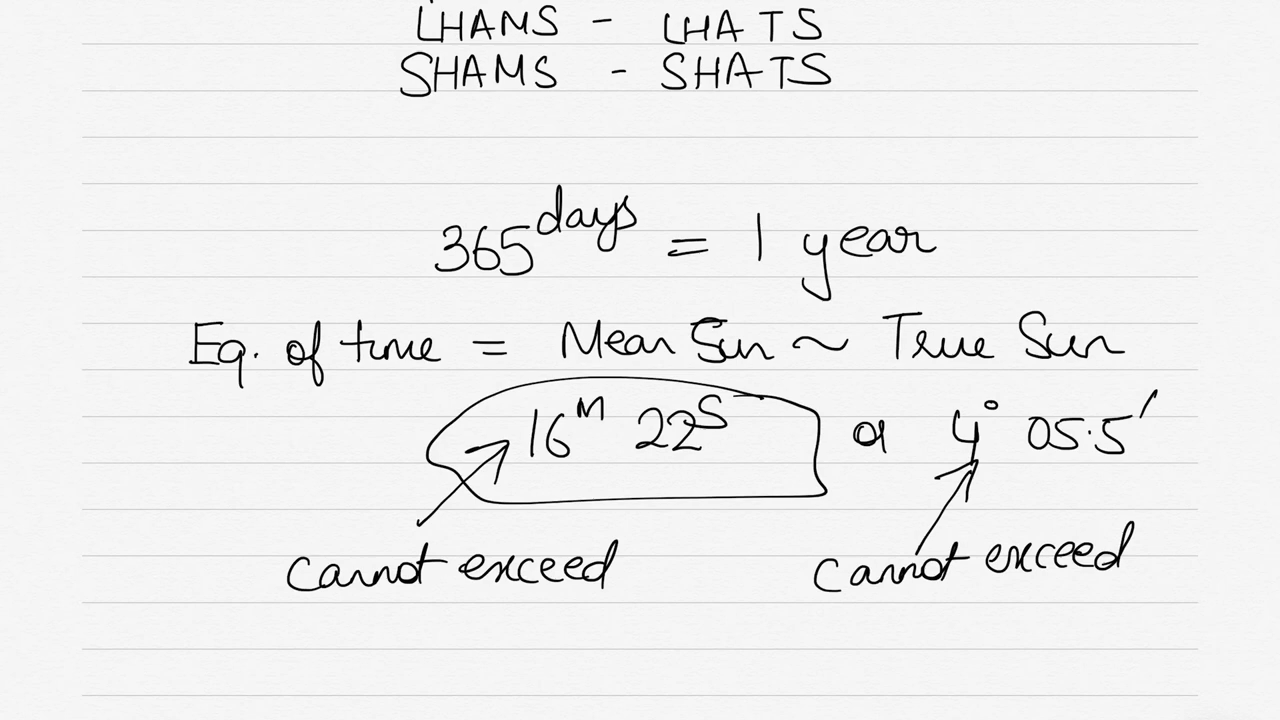 LHAMS - LHATS
SHAMS - SHATS
365 days = 1 year
Eq. of time = Mean Sun ~ True Sun
16 M 22 S or 4° 05.5'
cannot exceed cannot exceed